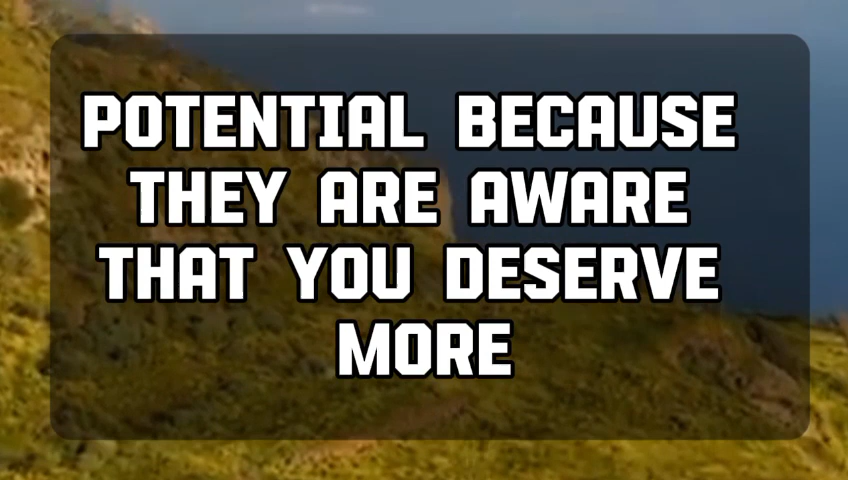 POTENTIAL BECAUSE
THEY ARE AWARE
THAT YOU DESERVE
MORE